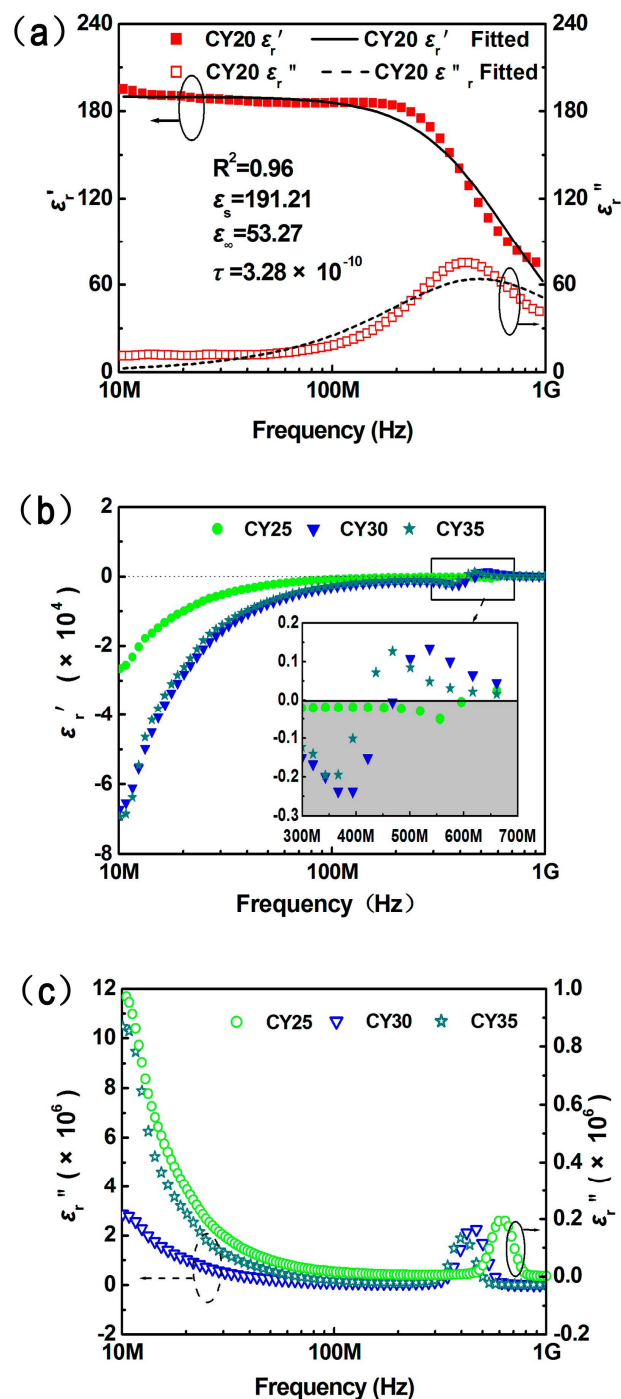 (a)
CY20 εr′ CY20 εr′ Fitted
CY20 εr″ CY20 ε″r Fitted
240 240
180 180
120 120
60 60
0 0
εr′
εr″
R²=0.96
εs=191.21
ε∞=53.27
τ =3.28 × 10⁻¹⁰
10M 100M 1G
Frequency (Hz)
(b)
CY25 CY30 CY35
2
0
-2
-4
-6
-8
εr′ (× 10⁴)
0.2
0.1
0.0
-0.1
-0.2
-0.3
300M 400M 500M 600M 700M
10M 100M 1G
Frequency (Hz)
(c)
CY25 CY30 CY35
12 1.0
10 0.8
8 0.6
6 0.4
4 0.2
2 0.0
0 -0.2
-2
εr″ (× 10⁶)
εr″ (× 10⁶)
10M 100M 1G
Frequency (Hz)